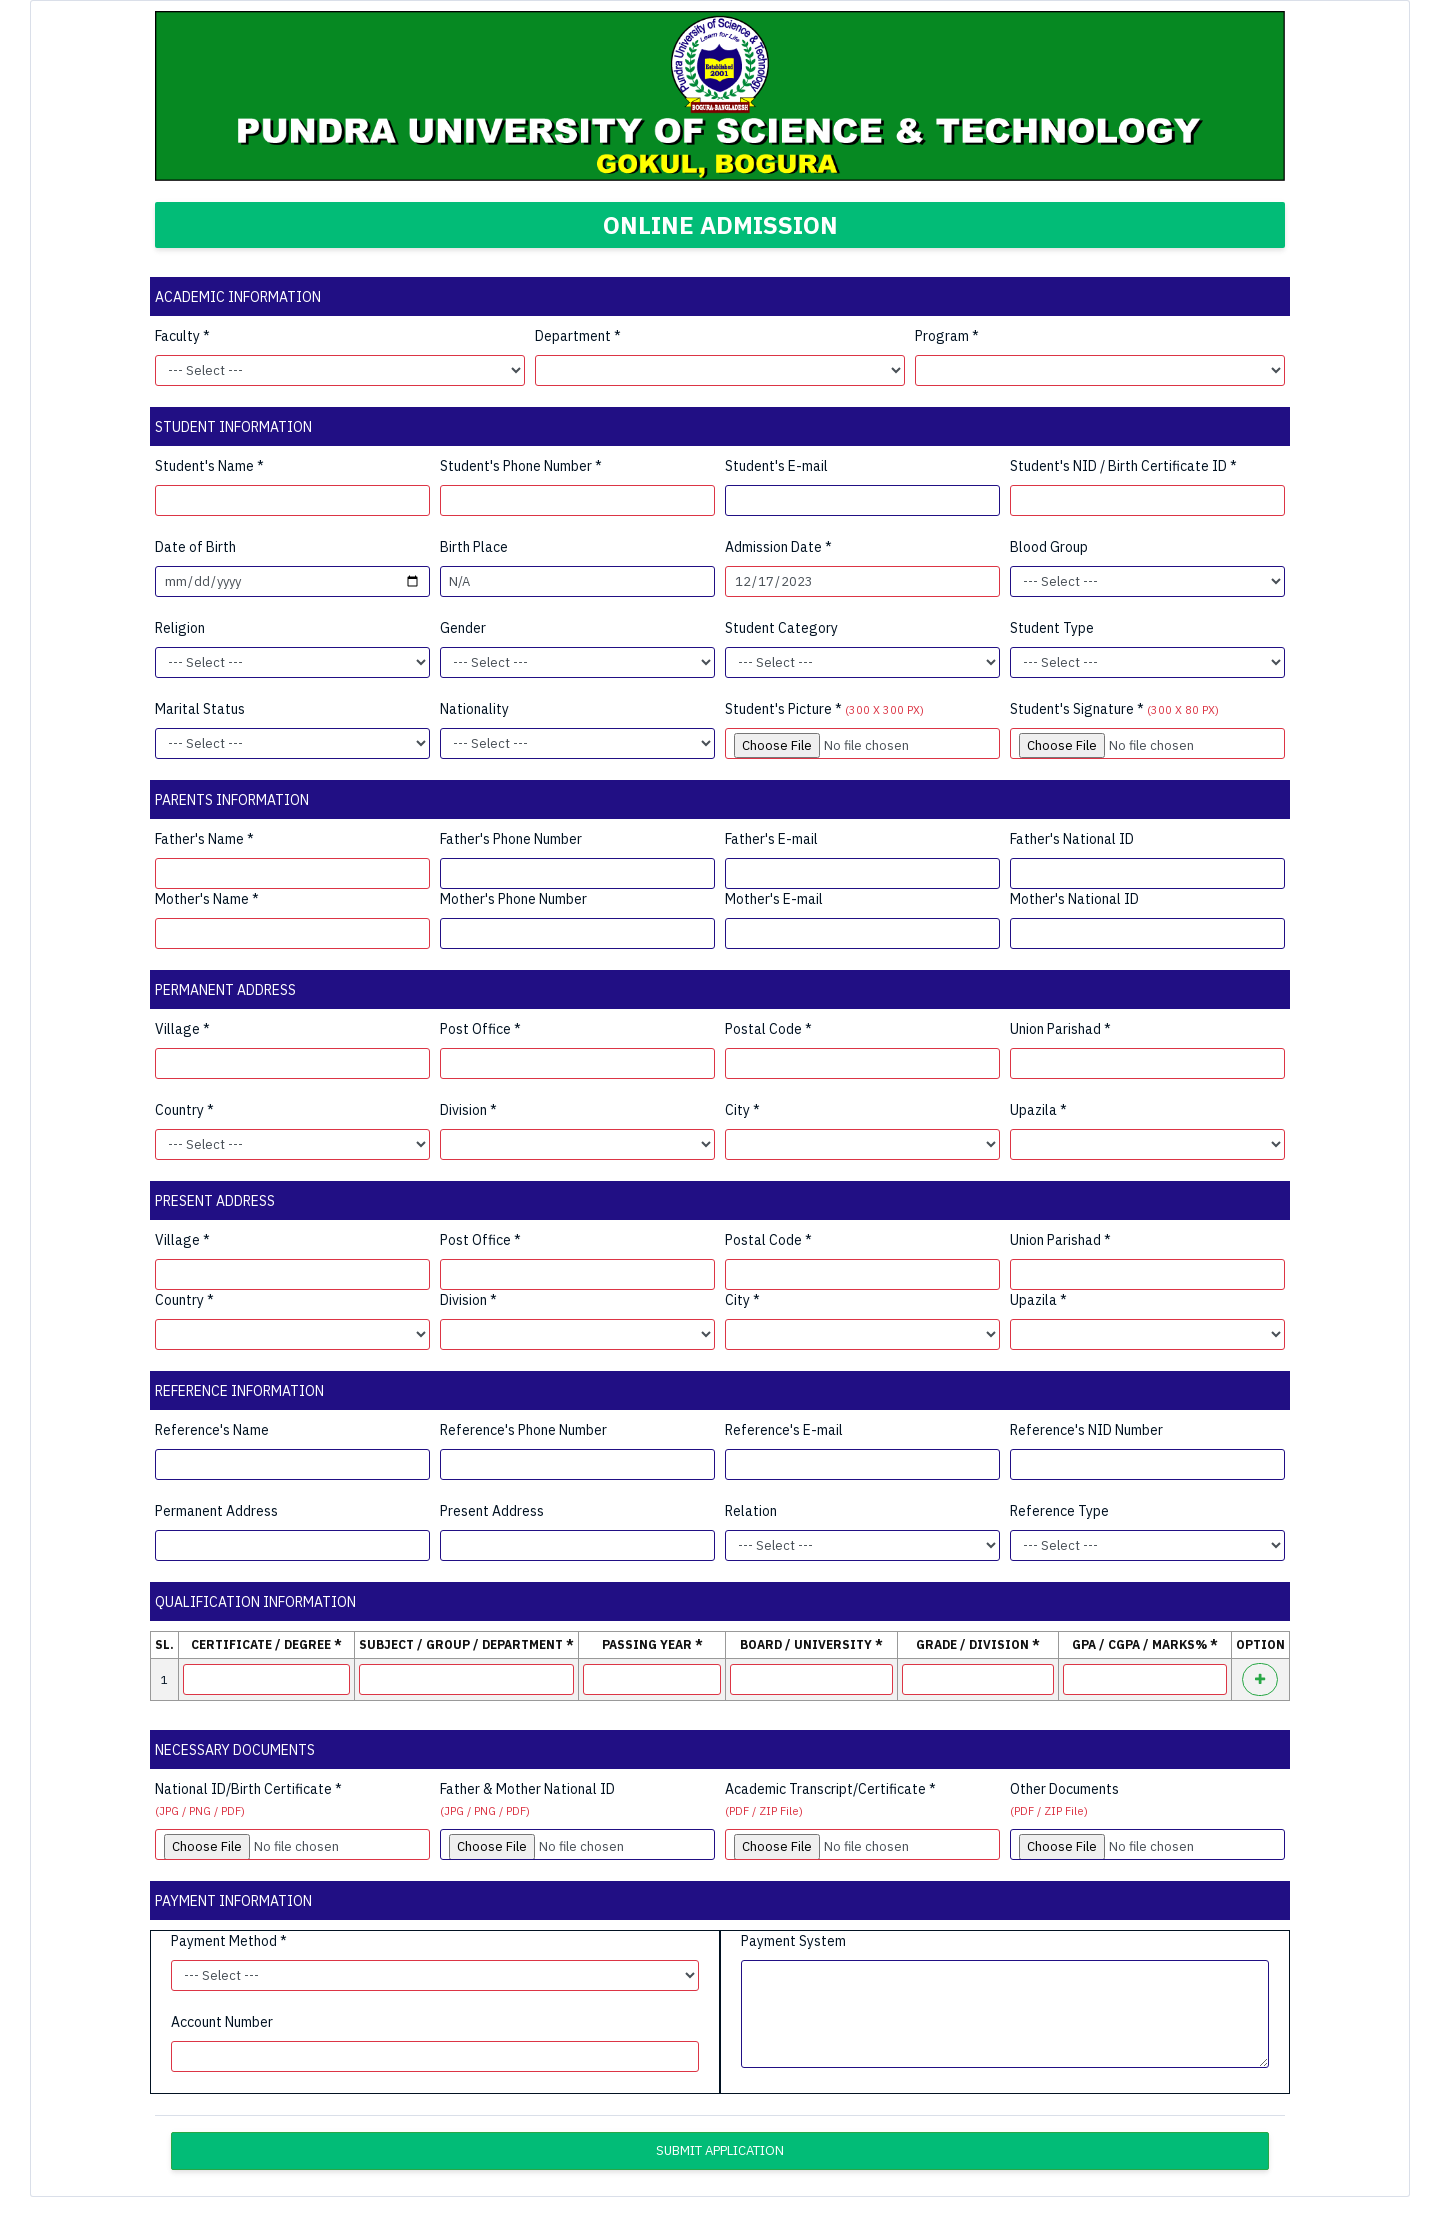 Pundra University of Science & Technology
Learn for Life
Established
2001
BOGURA-BANGLADESH
PUNDRA UNIVERSITY OF SCIENCE & TECHNOLOGY
GOKUL, BOGURA
ONLINE ADMISSION
ACADEMIC INFORMATION
Faculty * Department * Program *
--- Select ---
STUDENT INFORMATION
Student's Name * Student's Phone Number * Student's E-mail Student's NID / Birth Certificate ID *
Date of Birth Birth Place Admission Date * Blood Group
mm/dd/yyyy N/A 12/17/2023 --- Select ---
Religion Gender Student Category Student Type
--- Select --- --- Select --- --- Select --- --- Select ---
Marital Status Nationality Student's Picture * (300 X 300 PX) Student's Signature * (300 X 80 PX)
--- Select --- --- Select --- Choose File No file chosen Choose File No file chosen
PARENTS INFORMATION
Father's Name * Father's Phone Number Father's E-mail Father's National ID
Mother's Name * Mother's Phone Number Mother's E-mail Mother's National ID
PERMANENT ADDRESS
Village * Post Office * Postal Code * Union Parishad *
Country * Division * City * Upazila *
--- Select ---
PRESENT ADDRESS
Village * Post Office * Postal Code * Union Parishad *
Country * Division * City * Upazila *
REFERENCE INFORMATION
Reference's Name Reference's Phone Number Reference's E-mail Reference's NID Number
Permanent Address Present Address Relation Reference Type
--- Select --- --- Select ---
QUALIFICATION INFORMATION
SL. CERTIFICATE / DEGREE * SUBJECT / GROUP / DEPARTMENT * PASSING YEAR * BOARD / UNIVERSITY * GRADE / DIVISION * GPA / CGPA / MARKS% * OPTION
1
NECESSARY DOCUMENTS
National ID/Birth Certificate * Father & Mother National ID Academic Transcript/Certificate * Other Documents
(JPG / PNG / PDF) (JPG / PNG / PDF) (PDF / ZIP File) (PDF / ZIP File)
Choose File No file chosen Choose File No file chosen Choose File No file chosen Choose File No file chosen
PAYMENT INFORMATION
Payment Method * Payment System
--- Select ---
Account Number
SUBMIT APPLICATION